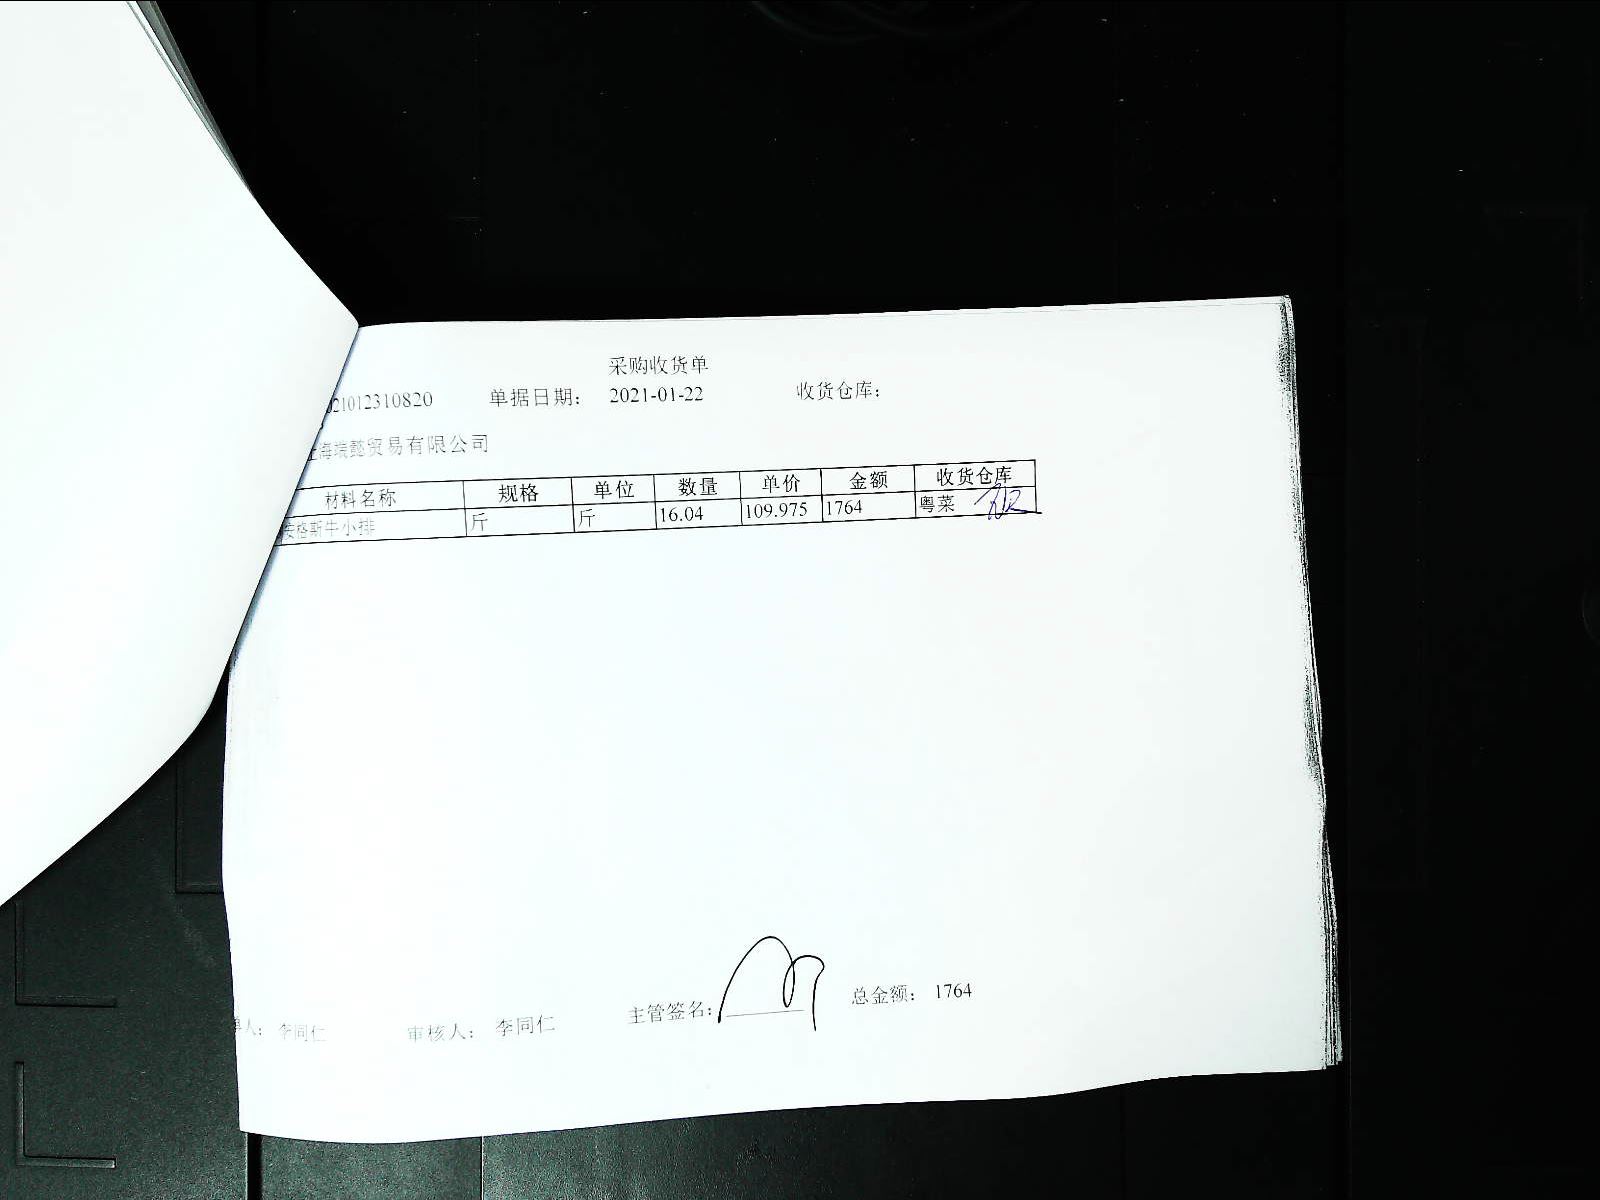 采购收货单
021012310820 单据日期： 2021-01-22 收货仓库：
上海瑞懿贸易有限公司
材料名称 规格 单位 数量 单价 金额 收货仓库
安格斯牛小排 斤 斤 16.04 109.975 1764 粤菜
单人： 李同仁 审核人： 李同仁 主管签名： 总金额： 1764